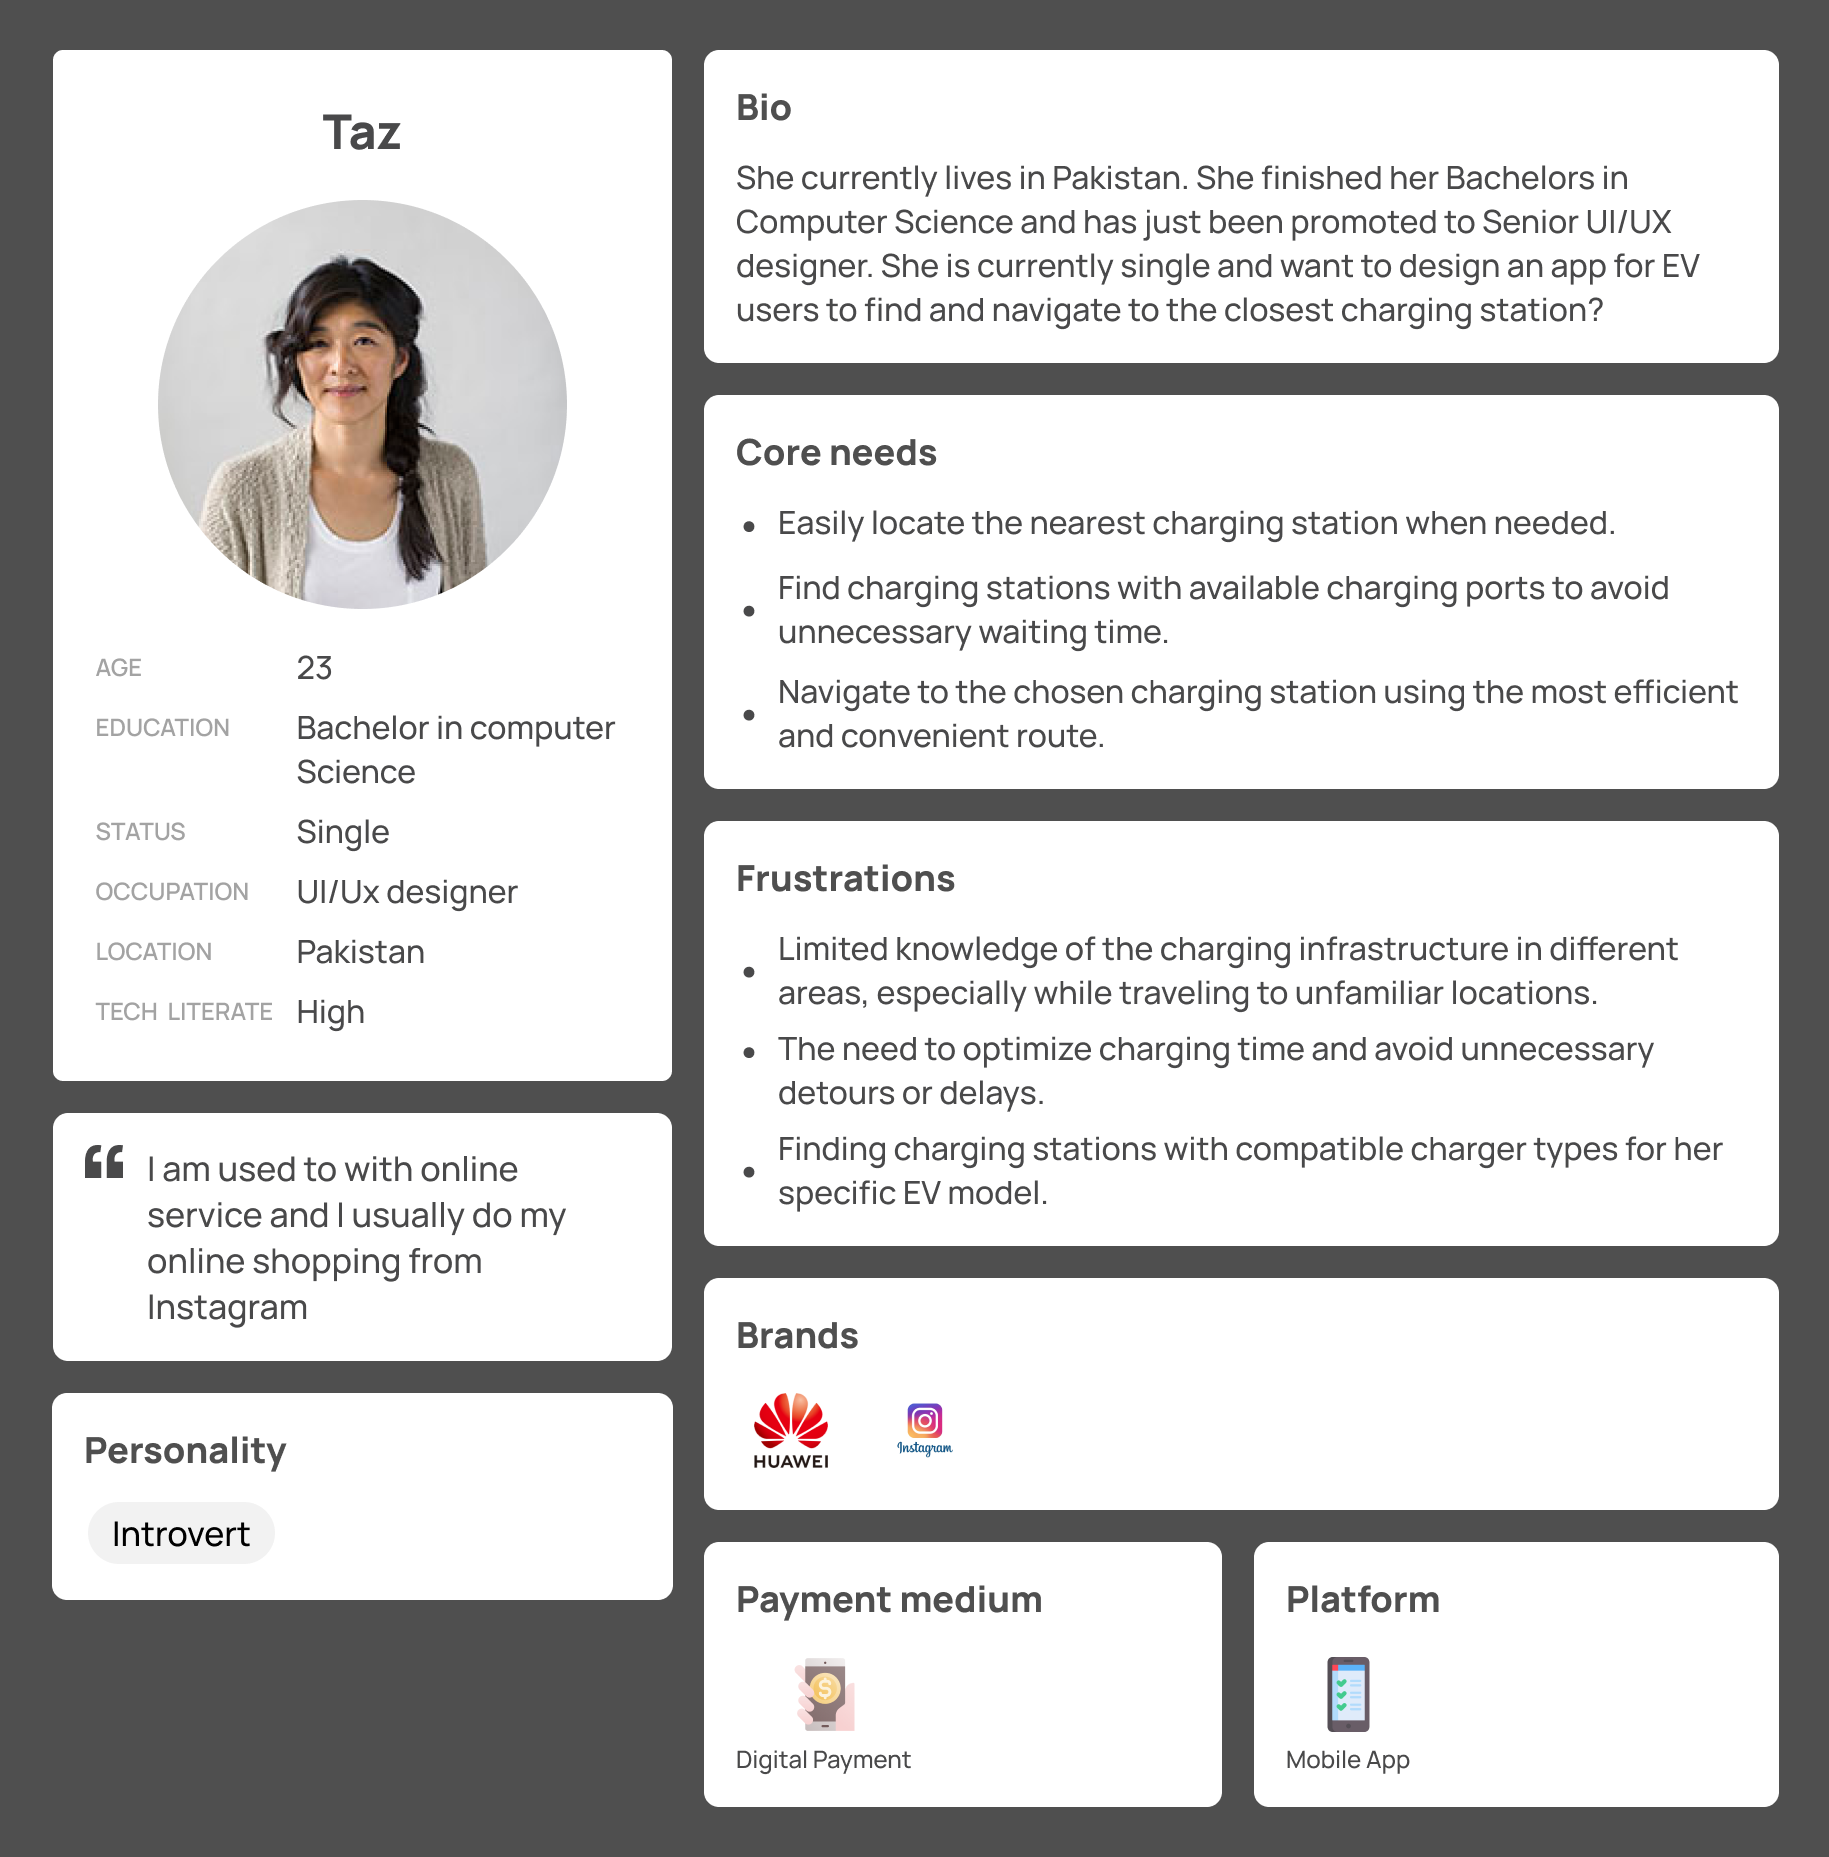 Taz
AGE 23
EDUCATION Bachelor in computer
Science
STATUS Single
OCCUPATION UI/Ux designer
LOCATION Pakistan
TECH LITERATE High
“ I am used to with online
service and I usually do my
online shopping from
Instagram
Personality
Introvert
Bio
She currently lives in Pakistan. She finished her Bachelors in
Computer Science and has just been promoted to Senior UI/UX
designer. She is currently single and want to design an app for EV
users to find and navigate to the closest charging station?
Core needs
• Easily locate the nearest charging station when needed.
• Find charging stations with available charging ports to avoid
unnecessary waiting time.
• Navigate to the chosen charging station using the most efficient
and convenient route.
Frustrations
• Limited knowledge of the charging infrastructure in different
areas, especially while traveling to unfamiliar locations.
• The need to optimize charging time and avoid unnecessary
detours or delays.
• Finding charging stations with compatible charger types for her
specific EV model.
Brands
HUAWEI
Instagram
Payment medium
$
Digital Payment
Platform
Mobile App